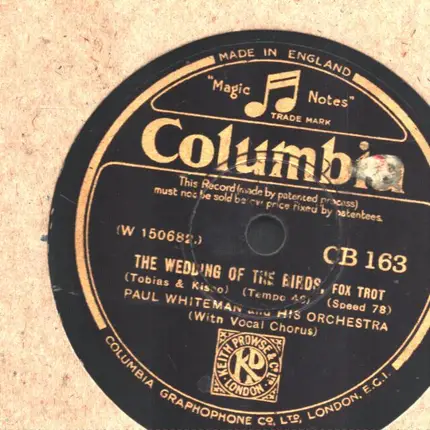 MADE IN ENGLAND
"Magic Notes"
TRADE MARK
Columbia
This Record (made by patented process)
must not be sold below price fixed by patentees.
(W 150682.)
CB 163
THE WEDDING OF THE BIRDS, FOX TROT
(Tobias & Kisco) (Tempo 46) (Speed 78)
PAUL WHITEMAN and HIS ORCHESTRA
(With Vocal Chorus)
KEITH PROWSE & Co. Ltd.
KP
LONDON
COLUMBIA GRAPHOPHONE CO. LTD, LONDON, E.C.1.